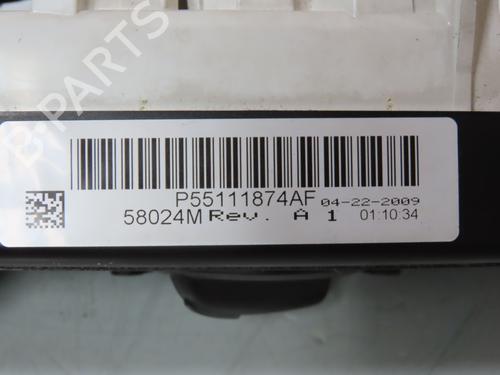 B-PARTS
P55111874AF 04-22-2009
58024M Rev. A 1 01:10:34